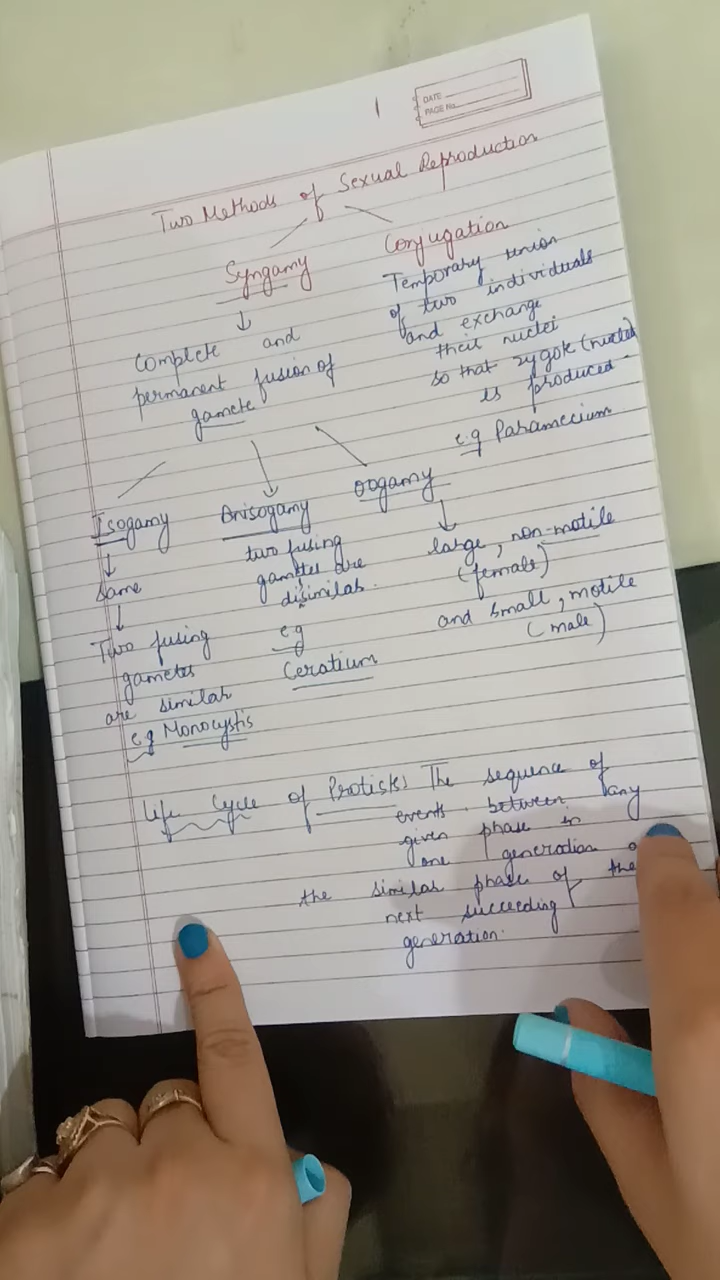 1
DATE
PAGE No.
Two Methods of Sexual Reproduction
Syngamy
↓
Complete and
permanent fusion of
gamete
Conjugation
Temporary union
of two individuals
and exchange
their nuclei
so that zygote (nucleus
is produced
e.g Paramecium
Isogamy
↓
Same
↓
Two fusing
gametes
are similar
e g Monocystis
Anisogamy
two fusing
gametes are
disimilar.
e g
Ceratium
Oogamy
↓
large, non-motile
(female)
and small, motile
(male)
Life Cycle of Protists The sequence of
events between any
given phase in
one generation
the similar phase of the
next succeeding
generation.